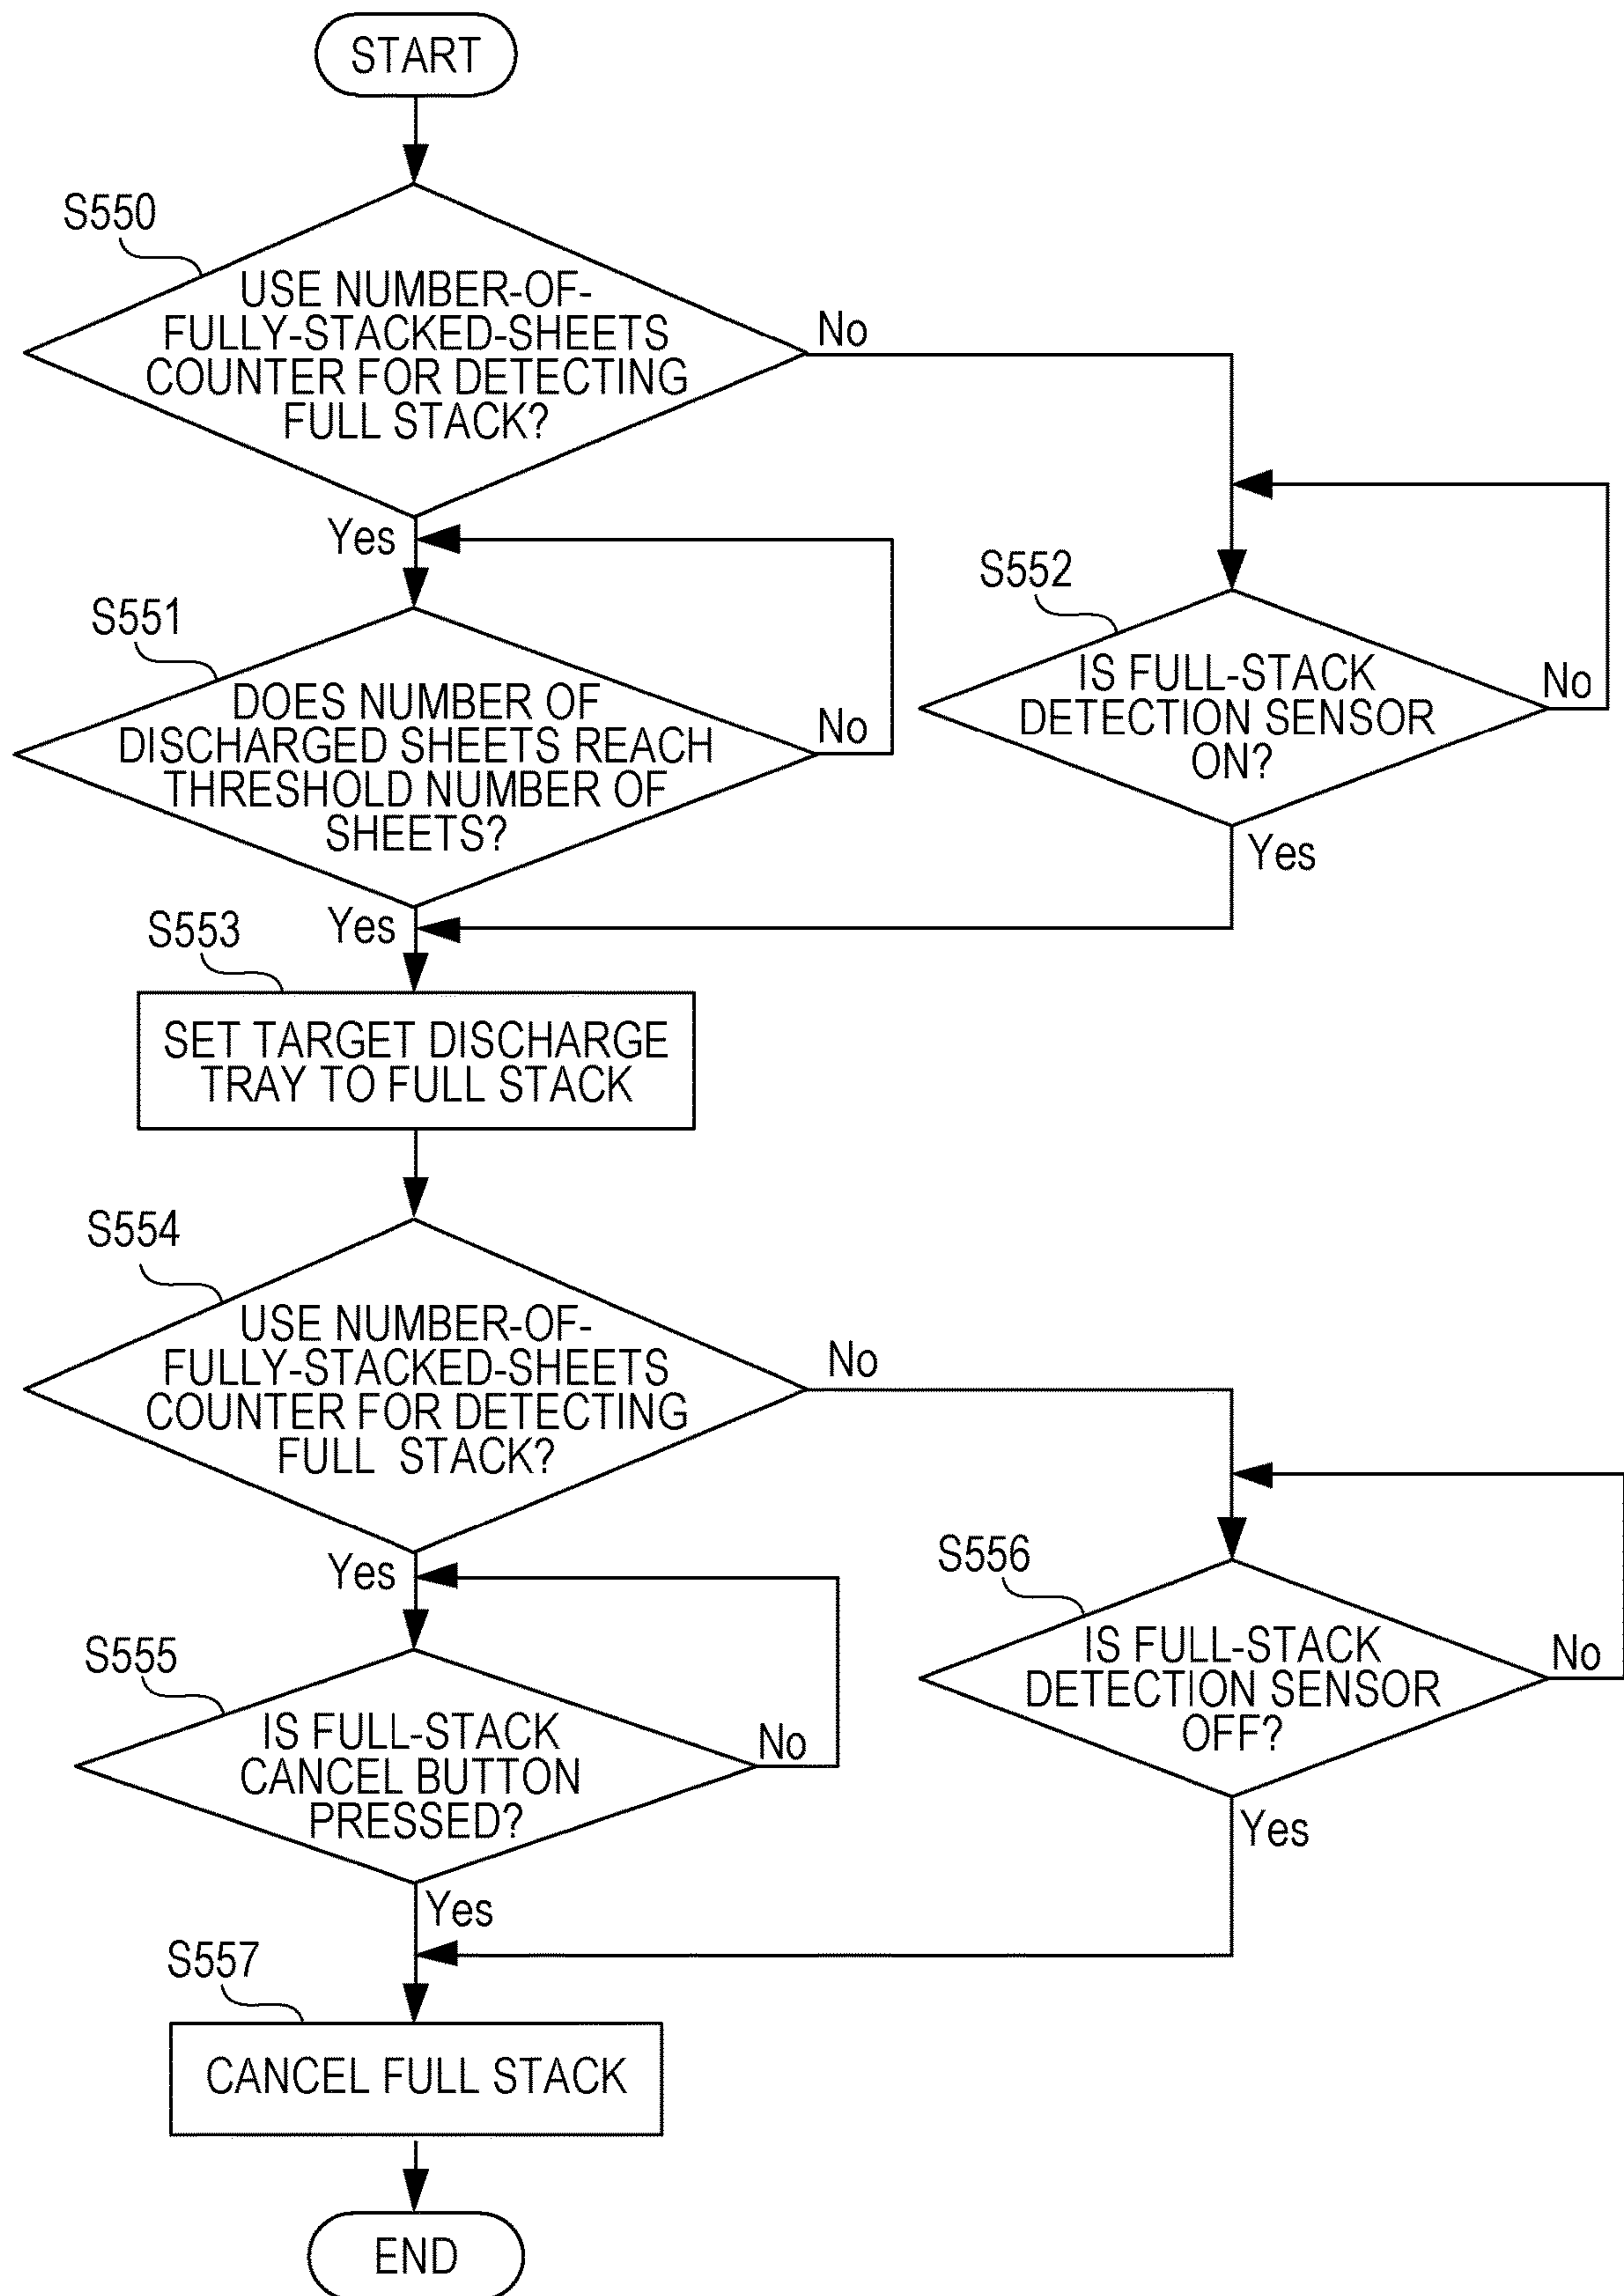 START
S550
USE NUMBER-OF-
FULLY-STACKED-SHEETS
COUNTER FOR DETECTING
FULL STACK?
No
Yes
S551
DOES NUMBER OF
DISCHARGED SHEETS REACH
THRESHOLD NUMBER OF
SHEETS?
No
Yes
S552
IS FULL-STACK
DETECTION SENSOR
ON?
No
Yes
S553
SET TARGET DISCHARGE
TRAY TO FULL STACK
S554
USE NUMBER-OF-
FULLY-STACKED-SHEETS
COUNTER FOR DETECTING
FULL STACK?
No
Yes
S555
IS FULL-STACK
CANCEL BUTTON
PRESSED?
No
Yes
S556
IS FULL-STACK
DETECTION SENSOR
OFF?
No
Yes
S557
CANCEL FULL STACK
END